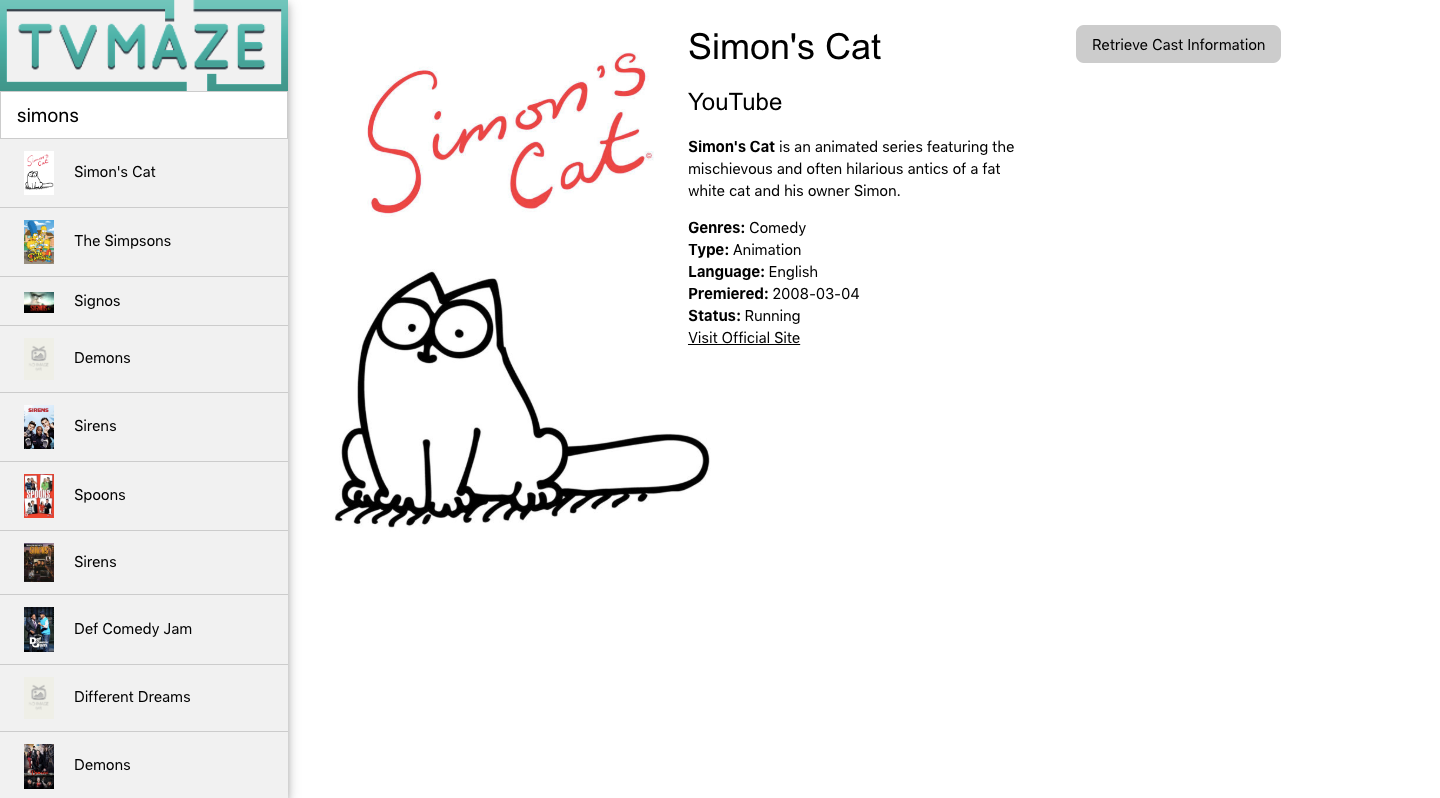 TVMAZE
simons
Simon's Cat
The Simpsons
Signos
Demons
Sirens
Spoons
Sirens
Def Comedy Jam
Different Dreams
Demons
Simon's
Cat
Simon's Cat
YouTube
Simon's Cat is an animated series featuring the
mischievous and often hilarious antics of a fat
white cat and his owner Simon.
Genres: Comedy
Type: Animation
Language: English
Premiered: 2008-03-04
Status: Running
Visit Official Site
Retrieve Cast Information
SIRENS
SPOONS